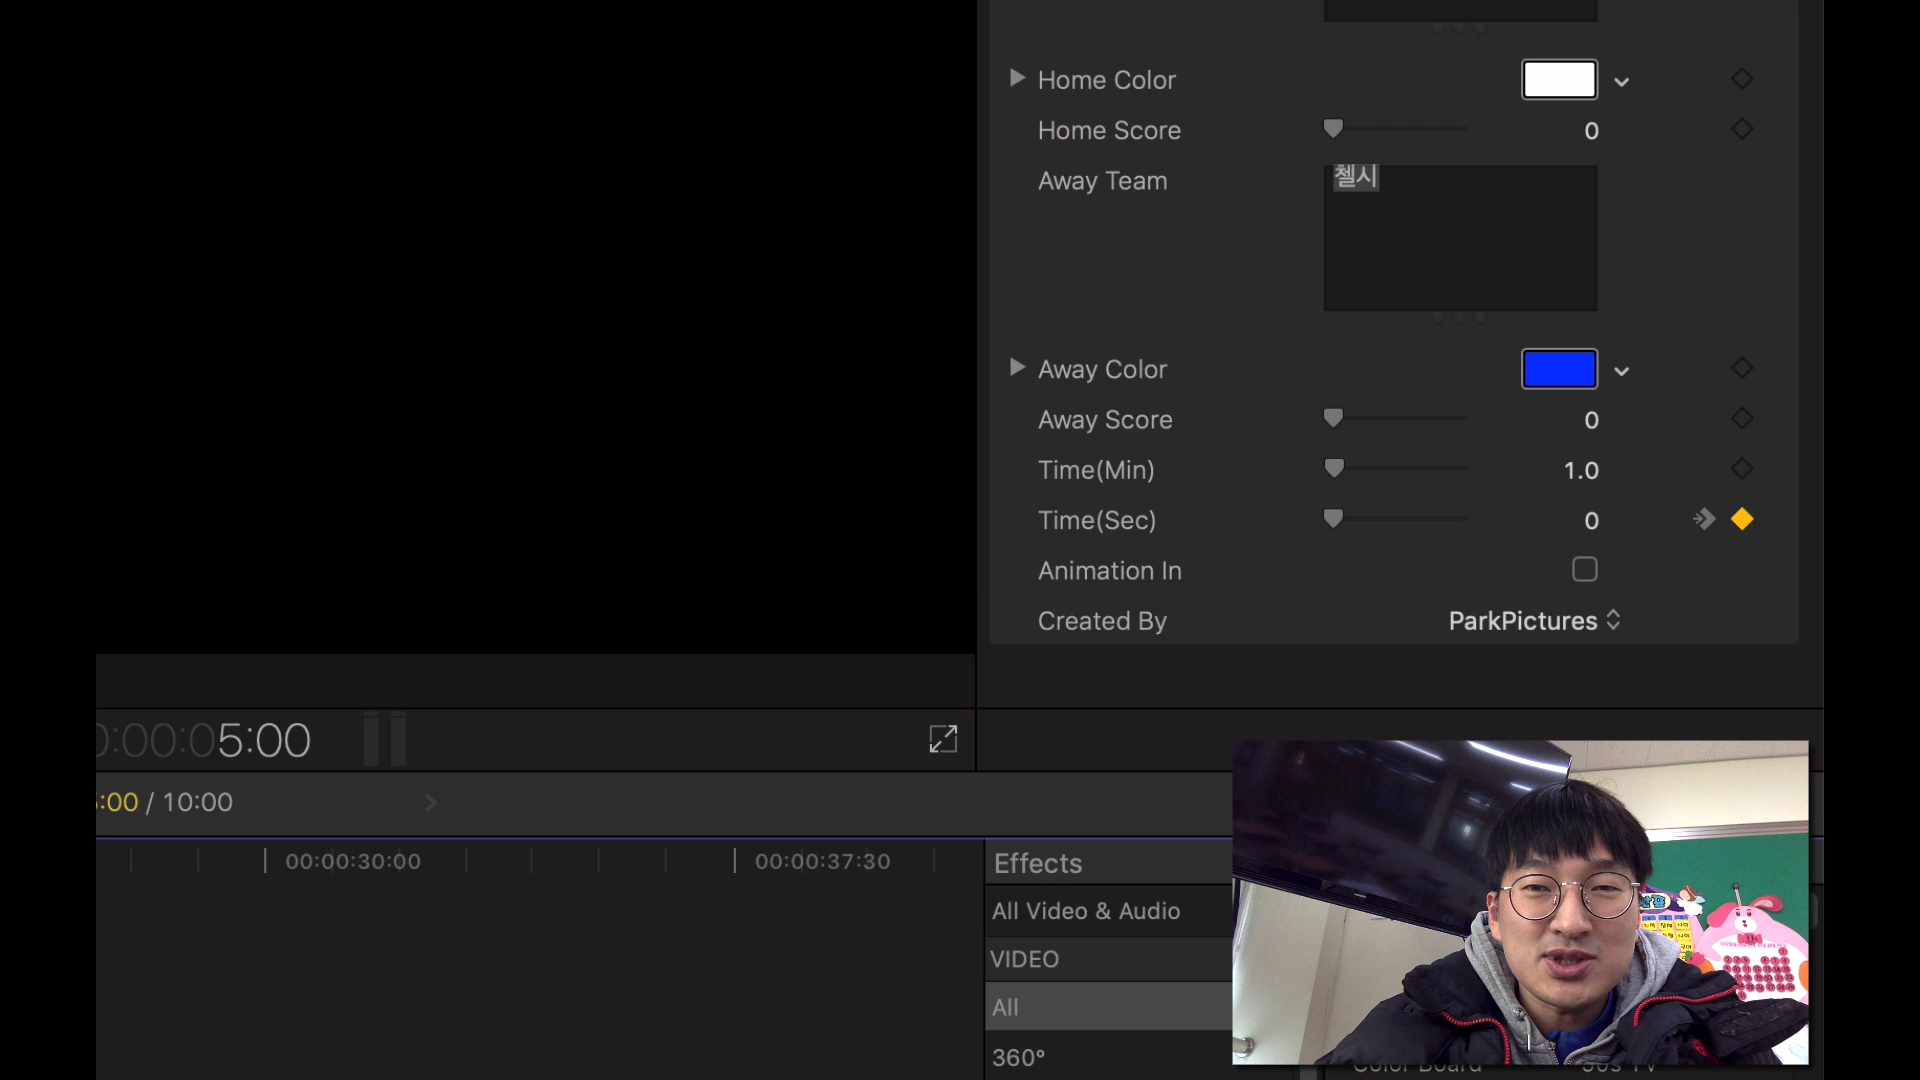 Home Color
Home Score
0
Away Team
첼시
Away Color
Away Score
0
Time(Min)
1.0
Time(Sec)
0
Animation In
Created By
ParkPictures
0:00:05:00
:00 / 10:00
00:00:30:00
00:00:37:30
Effects
All Video & Audio
VIDEO
All
360°